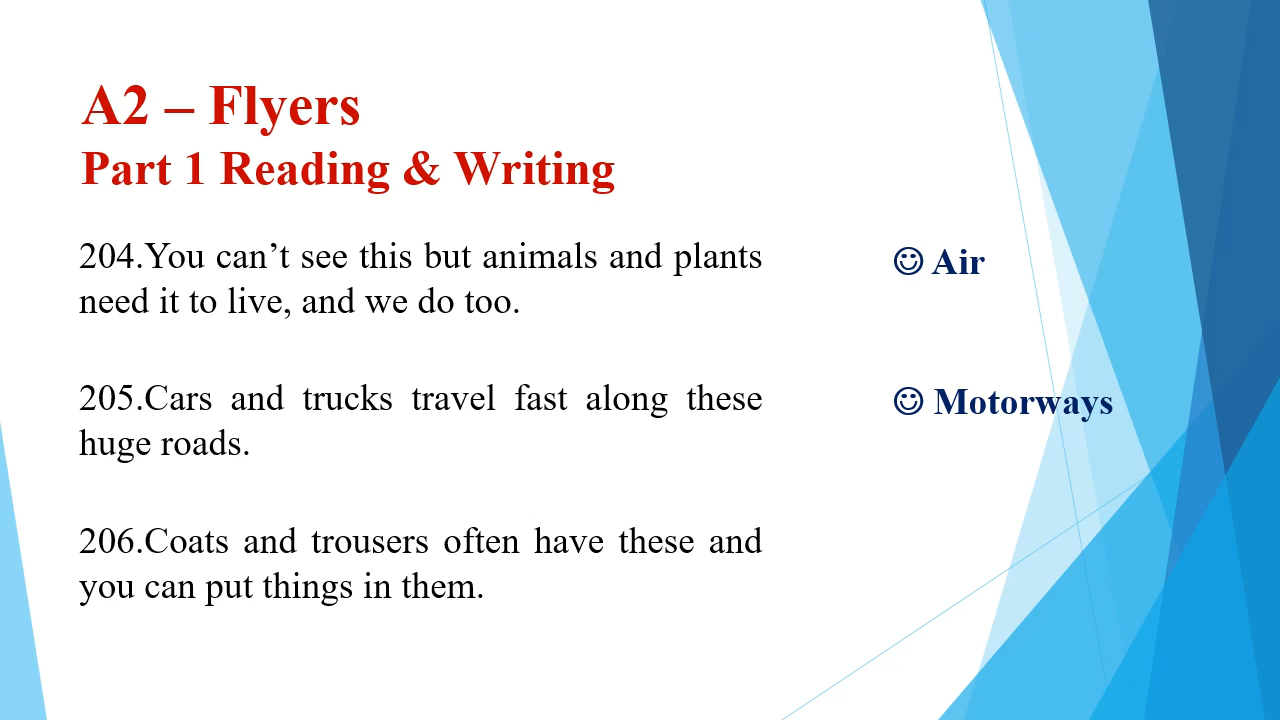 A2 – Flyers
Part 1 Reading & Writing
204.You can’t see this but animals and plants
need it to live, and we do too.
☺ Air
205.Cars and trucks travel fast along these
huge roads.
☺ Motorways
206.Coats and trousers often have these and
you can put things in them.